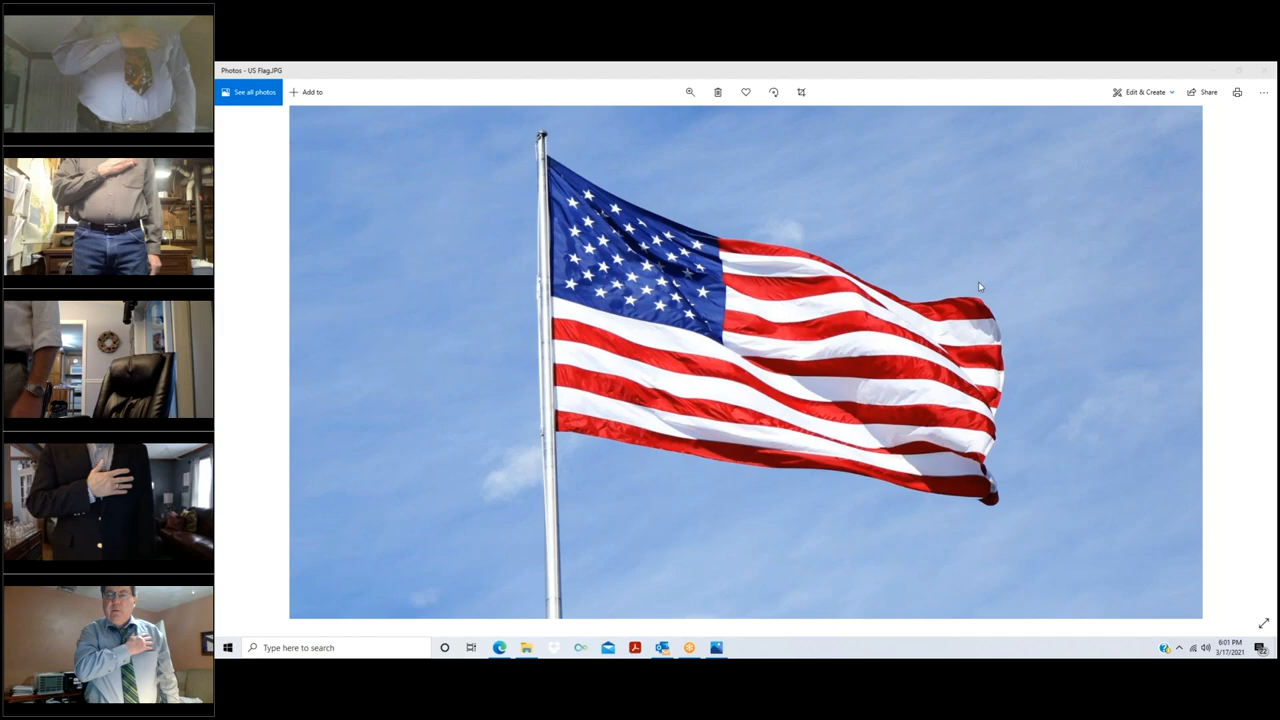 Photos - US Flag.JPG
See all photos
Add to
Edit & Create
Share
Type here to search
6:01 PM
3/17/2021
22